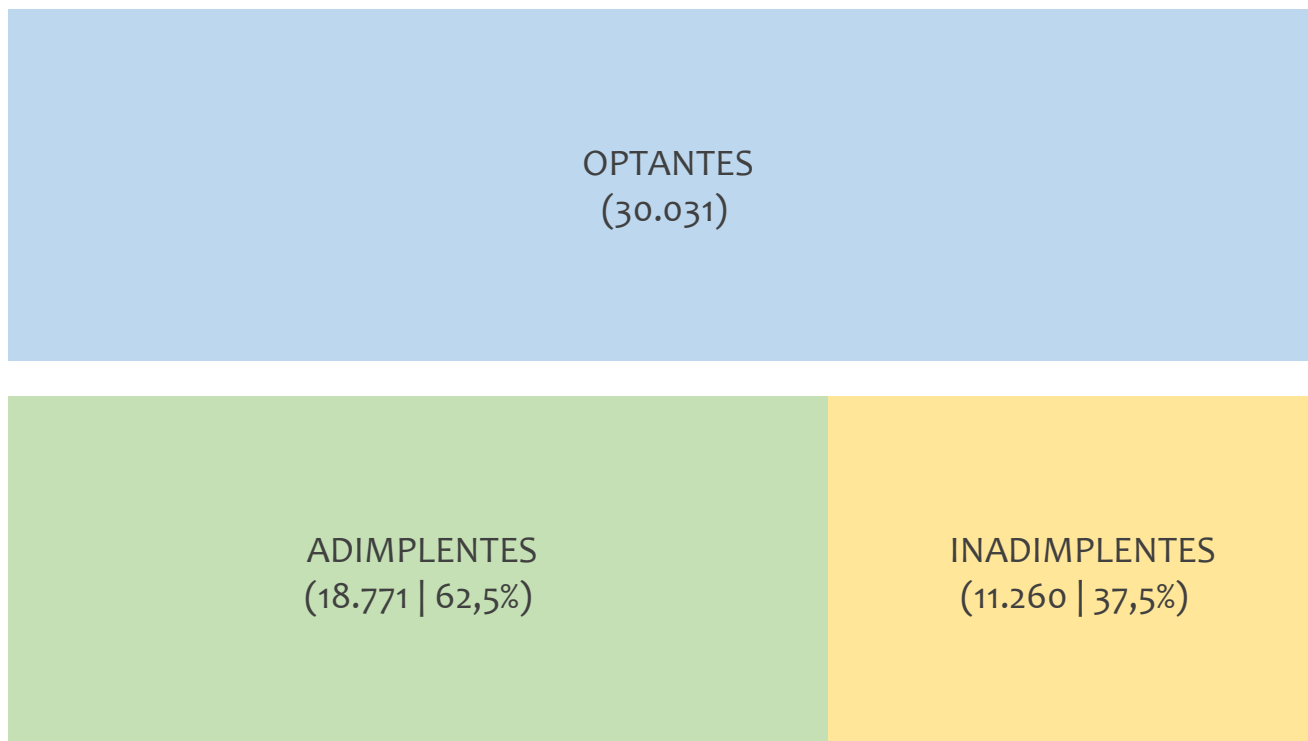 OPTANTES
(30.031)
ADIMPLENTES
(18.771 | 62,5%)
INADIMPLENTES
(11.260 | 37,5%)